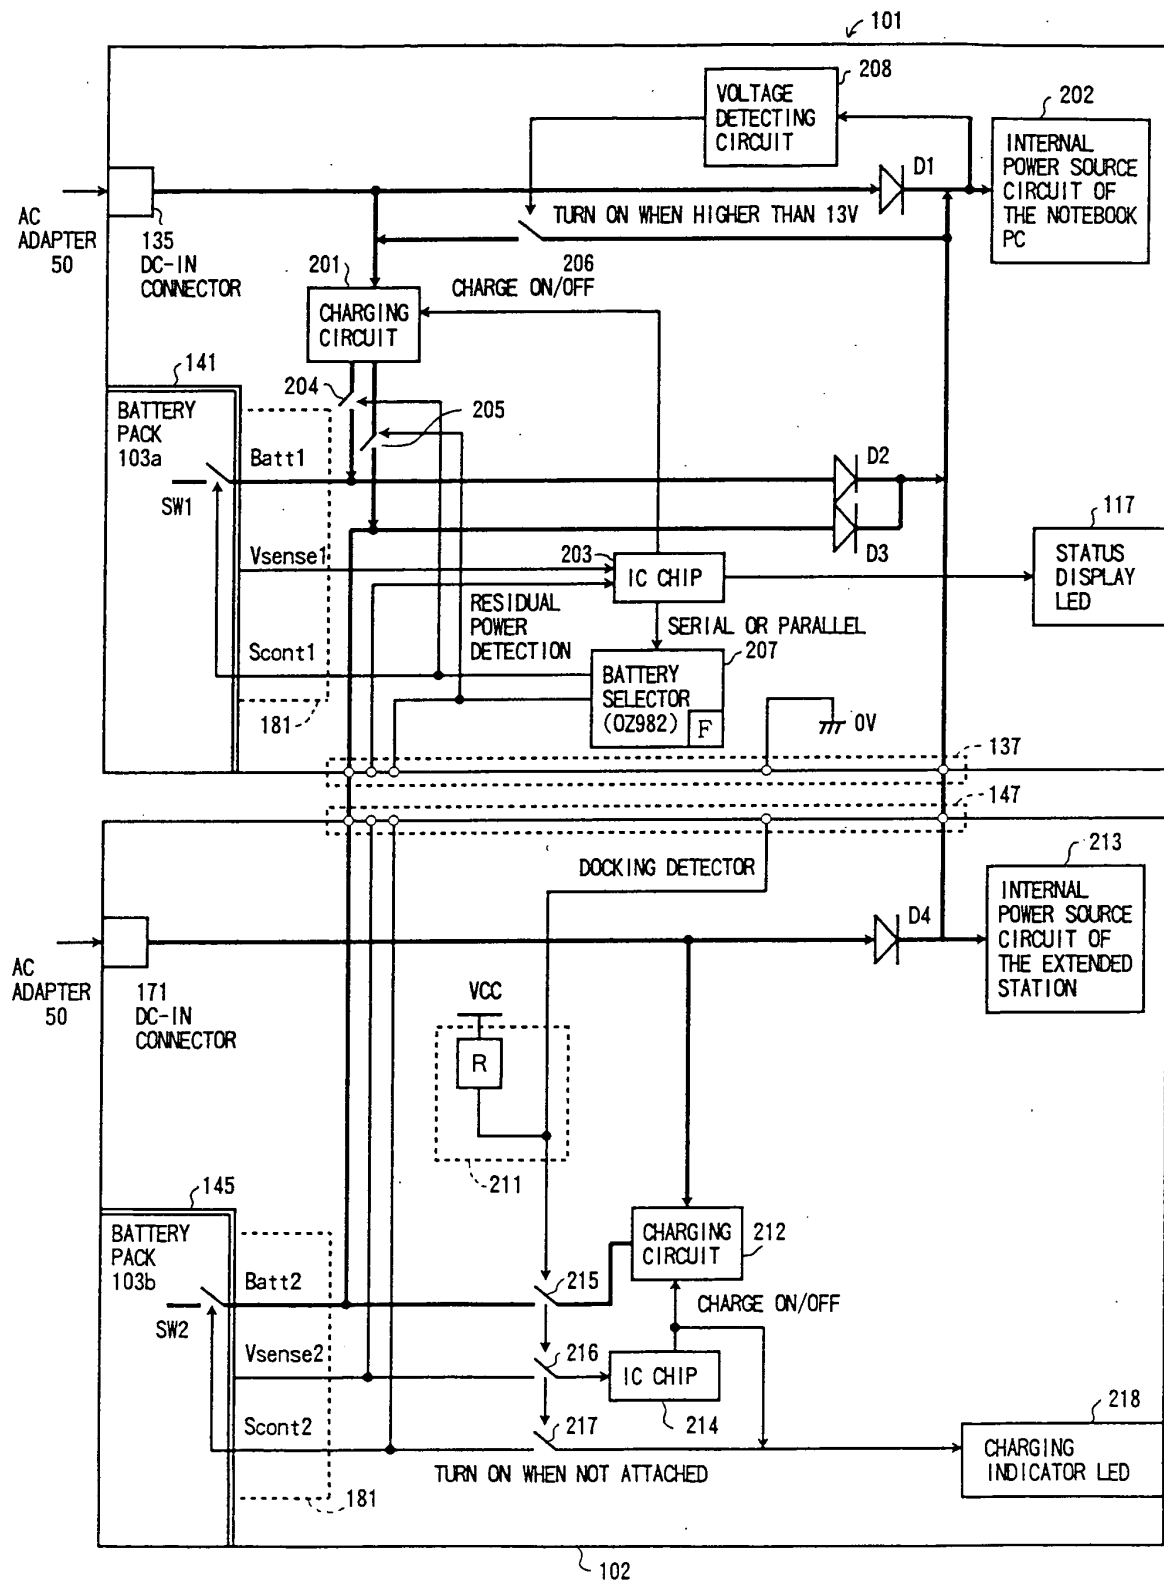 101
208
VOLTAGE
DETECTING
CIRCUIT
202
INTERNAL
POWER SOURCE
CIRCUIT OF
THE NOTEBOOK
PC
D1
AC
ADAPTER
50
135
DC-IN
CONNECTOR
TURN ON WHEN HIGHER THAN 13V
206
201
CHARGE ON/OFF
CHARGING
CIRCUIT
141
204
205
BATTERY
PACK
103a
SW1
Batt1
D2
D3
117
STATUS
DISPLAY
LED
Vsense1
203
IC CHIP
RESIDUAL
POWER
DETECTION
SERIAL OR PARALLEL
207
Scont1
BATTERY
SELECTOR
(OZ982)
F
181
0V
137
147
DOCKING DETECTOR
213
INTERNAL
POWER SOURCE
CIRCUIT OF
THE EXTENDED
STATION
D4
AC
ADAPTER
50
171
DC-IN
CONNECTOR
VCC
R
211
145
BATTERY
PACK
103b
SW2
Batt2
CHARGING
CIRCUIT
212
215
CHARGE ON/OFF
Vsense2
216
IC CHIP
214
Scont2
217
218
TURN ON WHEN NOT ATTACHED
CHARGING
INDICATOR LED
181
102